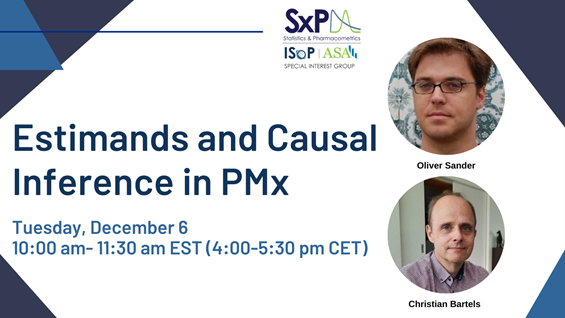 SxP
Statistics & Pharmacometrics
ISoP | ASA
SPECIAL INTEREST GROUP
Estimands and Causal
Inference in PMx
Tuesday, December 6
10:00 am- 11:30 am EST (4:00-5:30 pm CET)
Oliver Sander
Christian Bartels